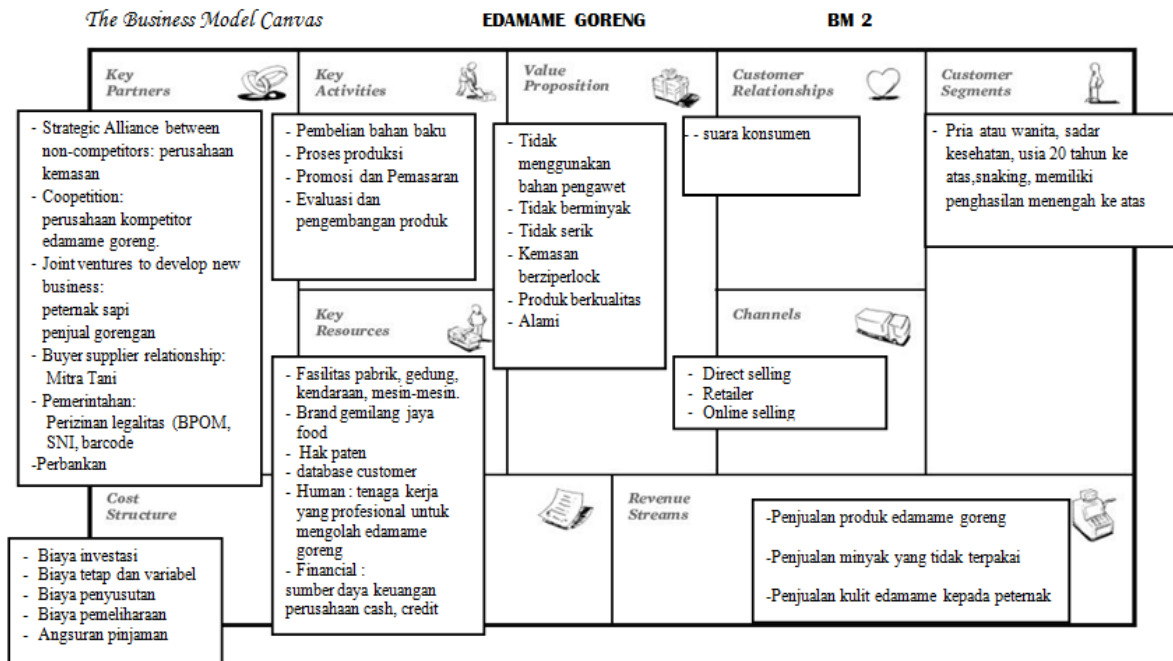 The Business Model Canvas
EDAMAME GORENG
BM 2
Key
Partners
- Strategic Alliance between
non-competitors: perusahaan
kemasan
- Coopetition:
perusahaan kompetitor
edamame goreng.
- Joint ventures to develop new
business:
peternak sapi
penjual gorengan
- Buyer supplier relationship:
Mitra Tani
- Pemerintahan:
Perizinan legalitas (BPOM,
SNI, barcode
-Perbankan
Key
Activities
- Pembelian bahan baku
- Proses produksi
- Promosi dan Pemasaran
- Evaluasi dan
pengembangan produk
Key
Resources
- Fasilitas pabrik, gedung,
kendaraan, mesin-mesin.
- Brand gemilang jaya
food
- Hak paten
- database customer
- Human : tenaga kerja
yang profesional untuk
mengolah edamame
goreng
- Financial :
sumber daya keuangan
perusahaan cash, credit
Value
Proposition
- Tidak
menggunakan
bahan pengawet
- Tidak berminyak
- Tidak serik
- Kemasan
berziperlock
- Produk berkualitas
- Alami
Customer
Relationships
- - suara konsumen
Channels
- Direct selling
- Retailer
- Online selling
Customer
Segments
- Pria atau wanita, sadar
kesehatan, usia 20 tahun ke
atas,snaking, memiliki
penghasilan menengah ke atas
Cost
Structure
- Biaya investasi
- Biaya tetap dan variabel
- Biaya penyusutan
- Biaya pemeliharaan
- Angsuran pinjaman
Revenue
Streams
-Penjualan produk edamame goreng
-Penjualan minyak yang tidak terpakai
-Penjualan kulit edamame kepada peternak